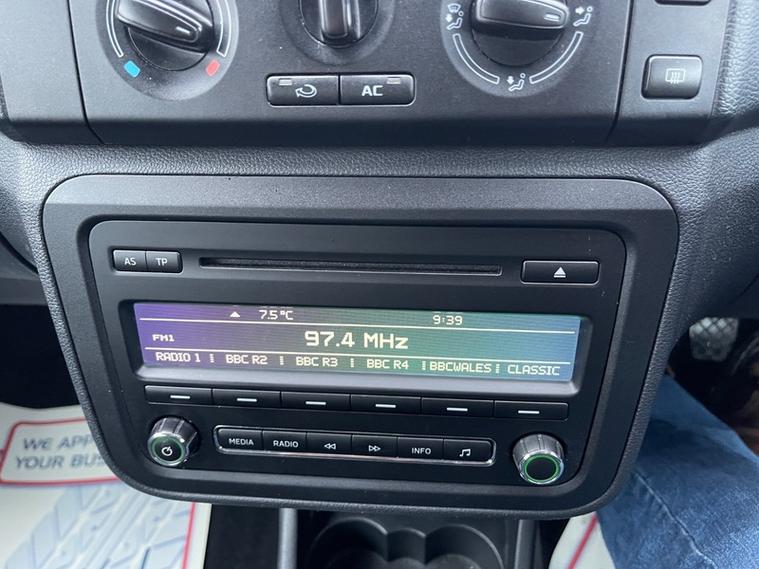 AC
AS TP
7.5°C 9:39
FM1 97.4 MHz
RADIO 1 BBC R2 BBC R3 BBC R4 BBCWALES CLASSIC
MEDIA RADIO INFO
WE AP
YOUR BUS